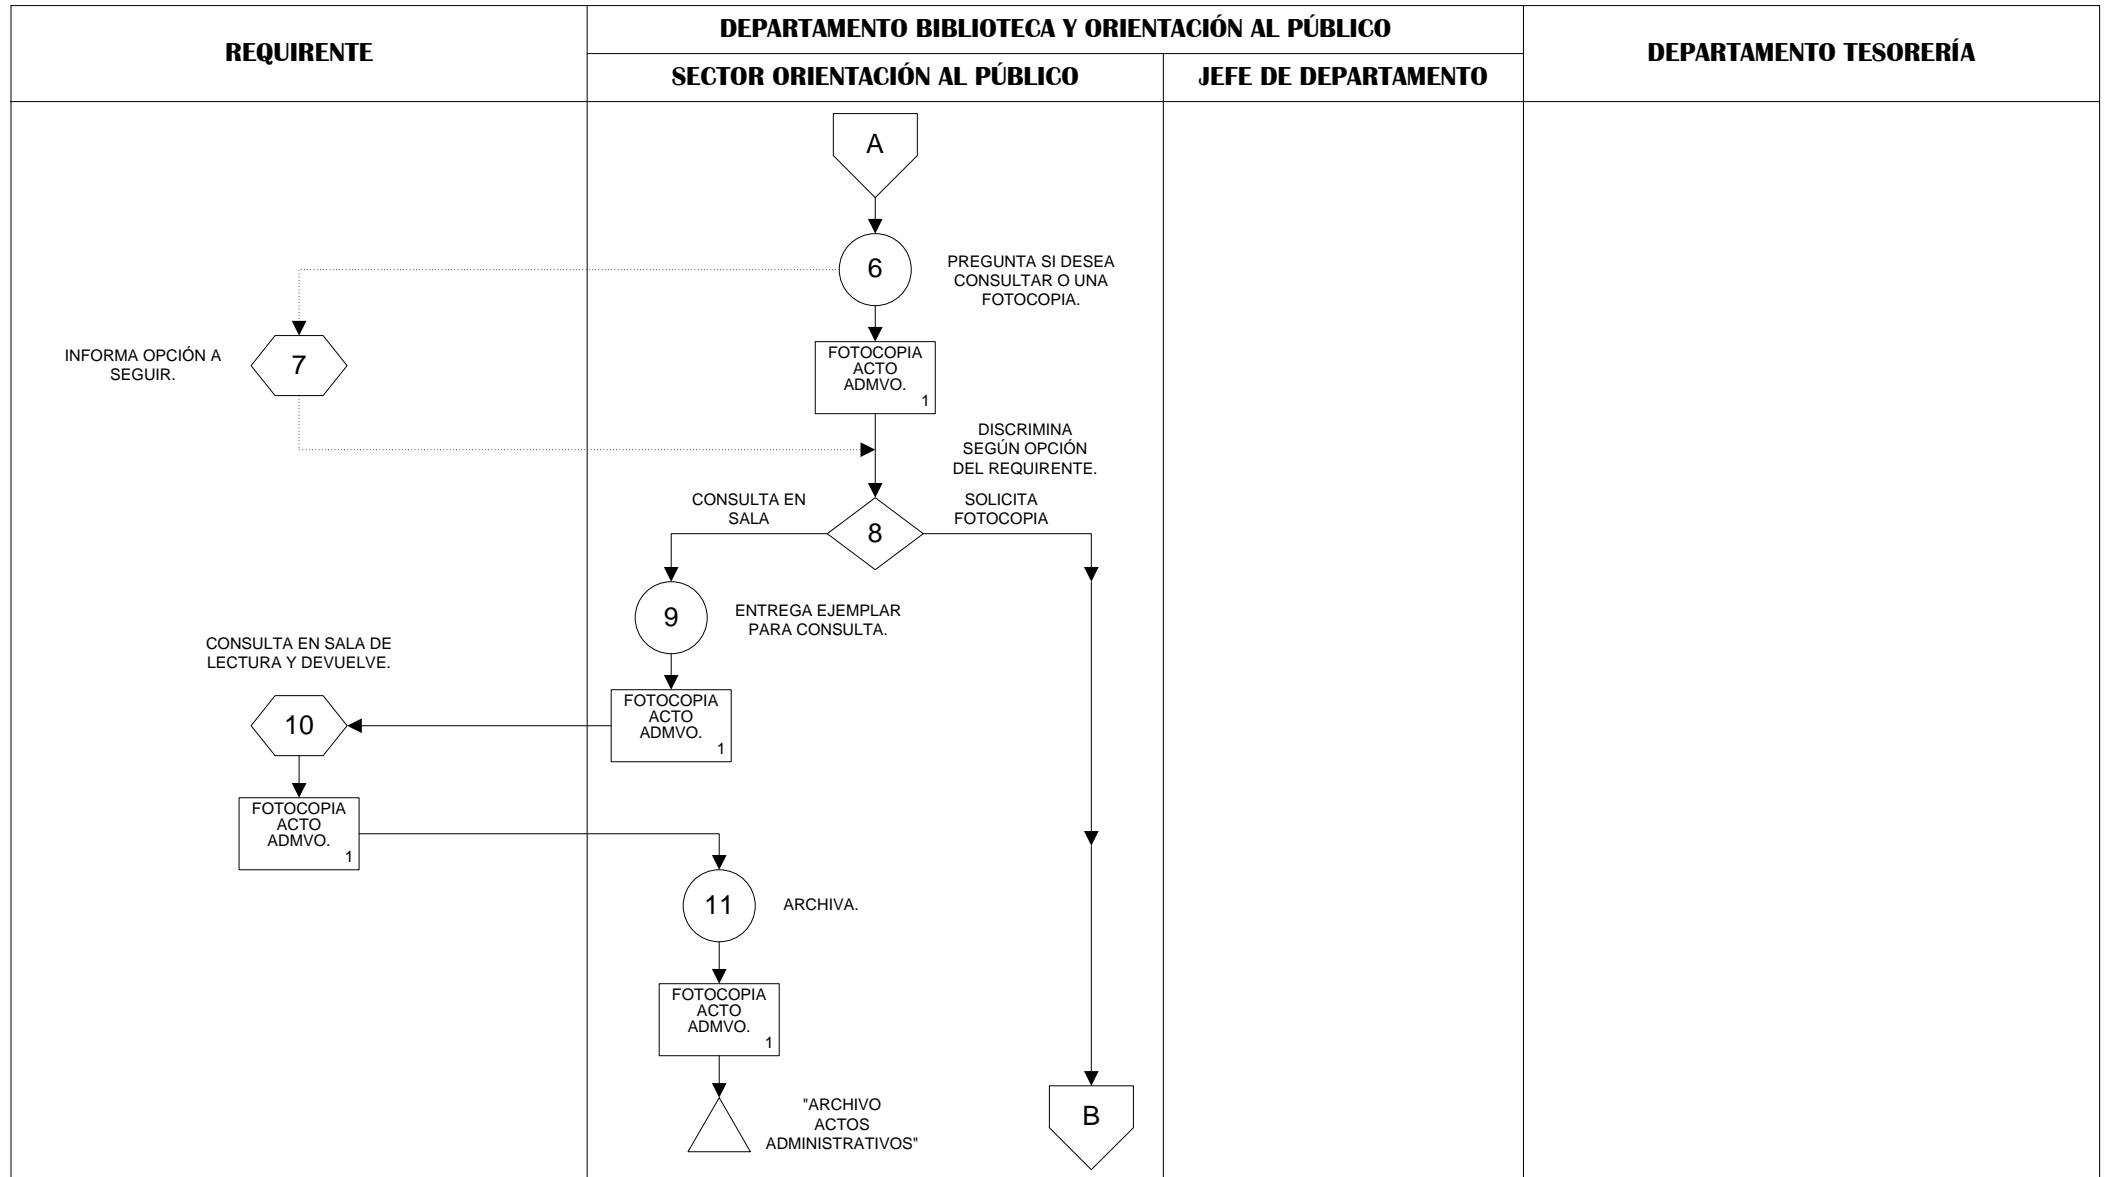 REQUIRENTE
DEPARTAMENTO BIBLIOTECA Y ORIENTACIÓN AL PÚBLICO
SECTOR ORIENTACIÓN AL PÚBLICO
JEFE DE DEPARTAMENTO
DEPARTAMENTO TESORERÍA
A
6
PREGUNTA SI DESEA
CONSULTAR O UNA
FOTOCOPIA.
INFORMA OPCIÓN A
SEGUIR.
7
FOTOCOPIA
ACTO
ADMVO.
1
DISCRIMINA
SEGÚN OPCIÓN
DEL REQUIRENTE.
CONSULTA EN
SALA
8
SOLICITA
FOTOCOPIA
9
ENTREGA EJEMPLAR
PARA CONSULTA.
CONSULTA EN SALA DE
LECTURA Y DEVUELVE.
10
FOTOCOPIA
ACTO
ADMVO.
1
FOTOCOPIA
ACTO
ADMVO.
1
11
ARCHIVA.
FOTOCOPIA
ACTO
ADMVO.
1
"ARCHIVO
ACTOS
ADMINISTRATIVOS"
B